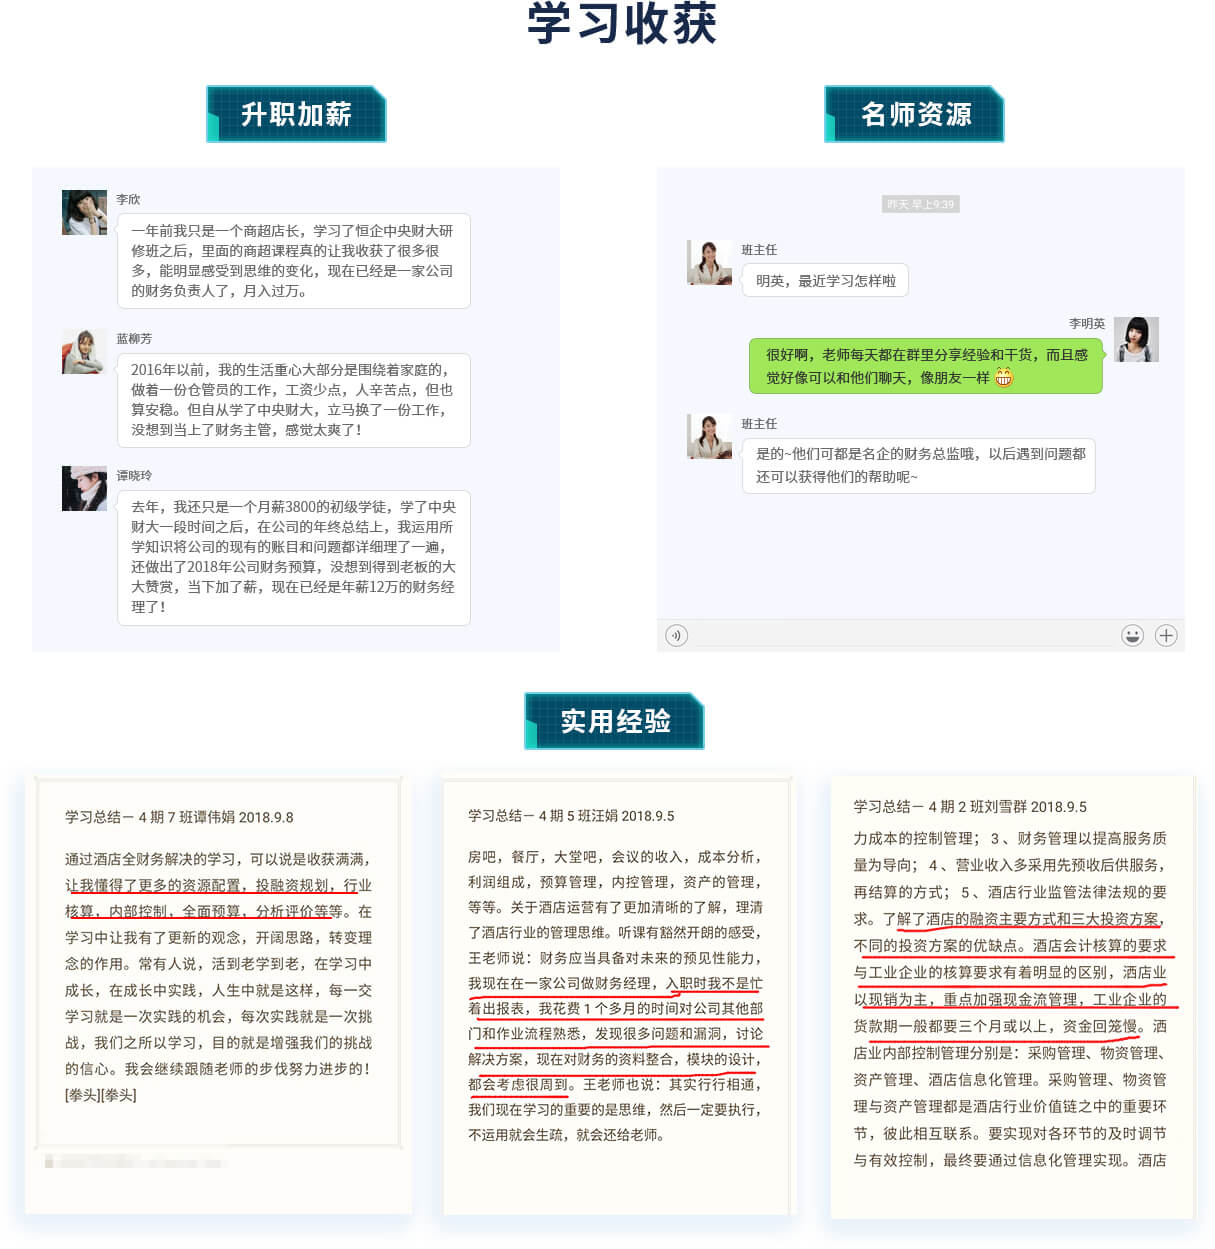 学习收获
升职加薪
李欣
一年前我只是一个商超店长，学习了恒企中央财大研
修班之后，里面的商超课程真的让我收获了很多很
多，能明显感受到思维的变化，现在已经是一家公司
的财务负责人了，月入过万。
蓝柳芳
2016年以前，我的生活重心大部分是围绕着家庭的，
做着一份仓管员的工作，工资少点，人辛苦点，但也
算安稳。但自从学了中央财大，立马换了一份工作，
没想到当上了财务主管，感觉太爽了！
谭晓玲
去年，我还只是一个月薪3800的初级学徒，学了中央
财大一段时间之后，在公司的年终总结上，我运用所
学知识将公司的现有的账目和问题都详细理了一遍，
还做出了2018年公司财务预算，没想到得到老板的大
大赞赏，当下加了薪，现在已经是年薪12万的财务经
理了！
名师资源
昨天 早上9:39
班主任
明英，最近学习怎样啦
李明英
很好啊，老师每天都在群里分享经验和干货，而且感
觉好像可以和他们聊天，像朋友一样
班主任
是的~他们可都是名企的财务总监哦，以后遇到问题都
还可以获得他们的帮助呢~
实用经验
学习总结－ 4 期 7 班谭伟娟 2018.9.8
通过酒店全财务解决的学习，可以说是收获满满，
让我懂得了更多的资源配置，投融资规划，行业
核算，内部控制，全面预算，分析评价等等。在
学习中让我有了更新的观念，开阔思路，转变理
念的作用。常有人说，活到老学到老，在学习中
成长，在成长中实践，人生中就是这样，每一交
学习就是一次实践的机会，每次实践就是一次挑
战，我们之所以学习，目的就是增强我们的挑战
的信心。我会继续跟随老师的步伐努力进步的！
[拳头][拳头]
学习总结－ 4 期 5 班汪娟 2018.9.5
房吧，餐厅，大堂吧，会议的收入，成本分析，
利润组成，预算管理，内控管理，资产的管理，
等等。关于酒店运营有了更加清晰的了解，理清
了酒店行业的管理思维。听课有豁然开朗的感受，
王老师说：财务应当具备对未来的预见性能力，
我现在在一家公司做财务经理，入职时我不是忙
着出报表，我花费 1 个多月的时间对公司其他部
门和作业流程熟悉，发现很多问题和漏洞，讨论
解决方案，现在对财务的资料整合，模块的设计，
都会考虑很周到。王老师也说：其实行行相通，
我们现在学习的重要的是思维，然后一定要执行，
不运用就会生疏，就会还给老师。
学习总结－ 4 期 2 班刘雪群 2018.9.5
力成本的控制管理；3 、财务管理以提高服务质
量为导向；4 、营业收入多采用先预收后供服务，
再结算的方式；5 、酒店行业监管法律法规的要
求。了解了酒店的融资主要方式和三大投资方案，
不同的投资方案的优缺点。酒店会计核算的要求
与工业企业的核算要求有着明显的区别，酒店业
以现销为主，重点加强现金流管理，工业企业的
货款期一般都要三个月或以上，资金回笼慢。酒
店业内部控制管理分别是：采购管理、物资管理、
资产管理、酒店信息化管理。采购管理、物资管
理与资产管理都是酒店行业价值链之中的重要环
节，彼此相互联系。要实现对各环节的及时调节
与有效控制，最终要通过信息化管理实现。酒店